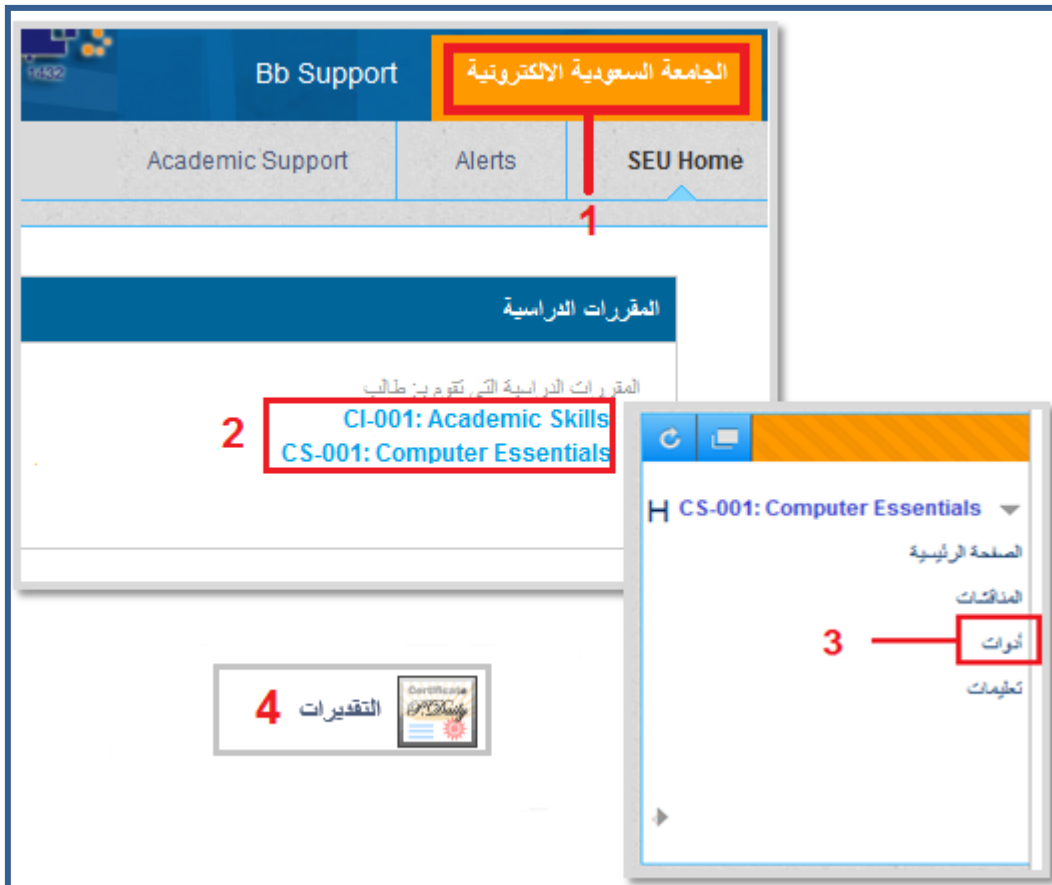 1432
الجامعة السعودية الالكترونية
Bb Support
SEU Home
Alerts
Academic Support
1
المقررات الدراسية
المقررات الدراسية التي تقوم بـ: طالب
CI-001: Academic Skills
CS-001: Computer Essentials
2
CS-001: Computer Essentials
الصفحة الرئيسية
المناقشات
أدوات
3
تعليمات
Certificate
التقديرات
4